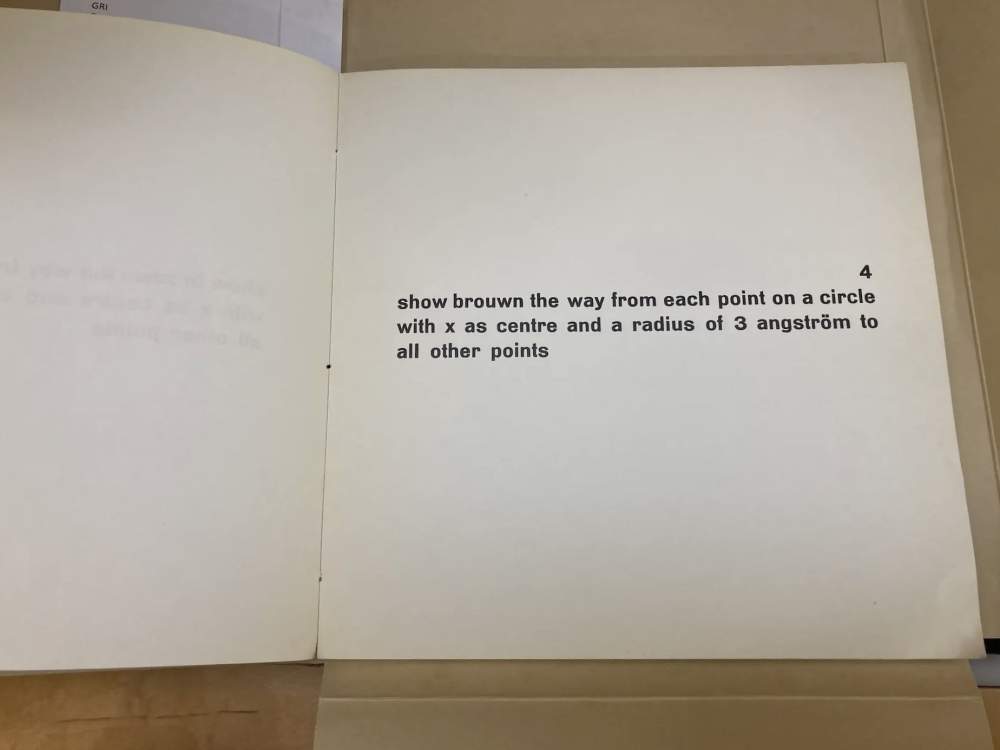 GRI
4
show brouwn the way from each point on a circle
with x as centre and a radius of 3 angström to
all other points